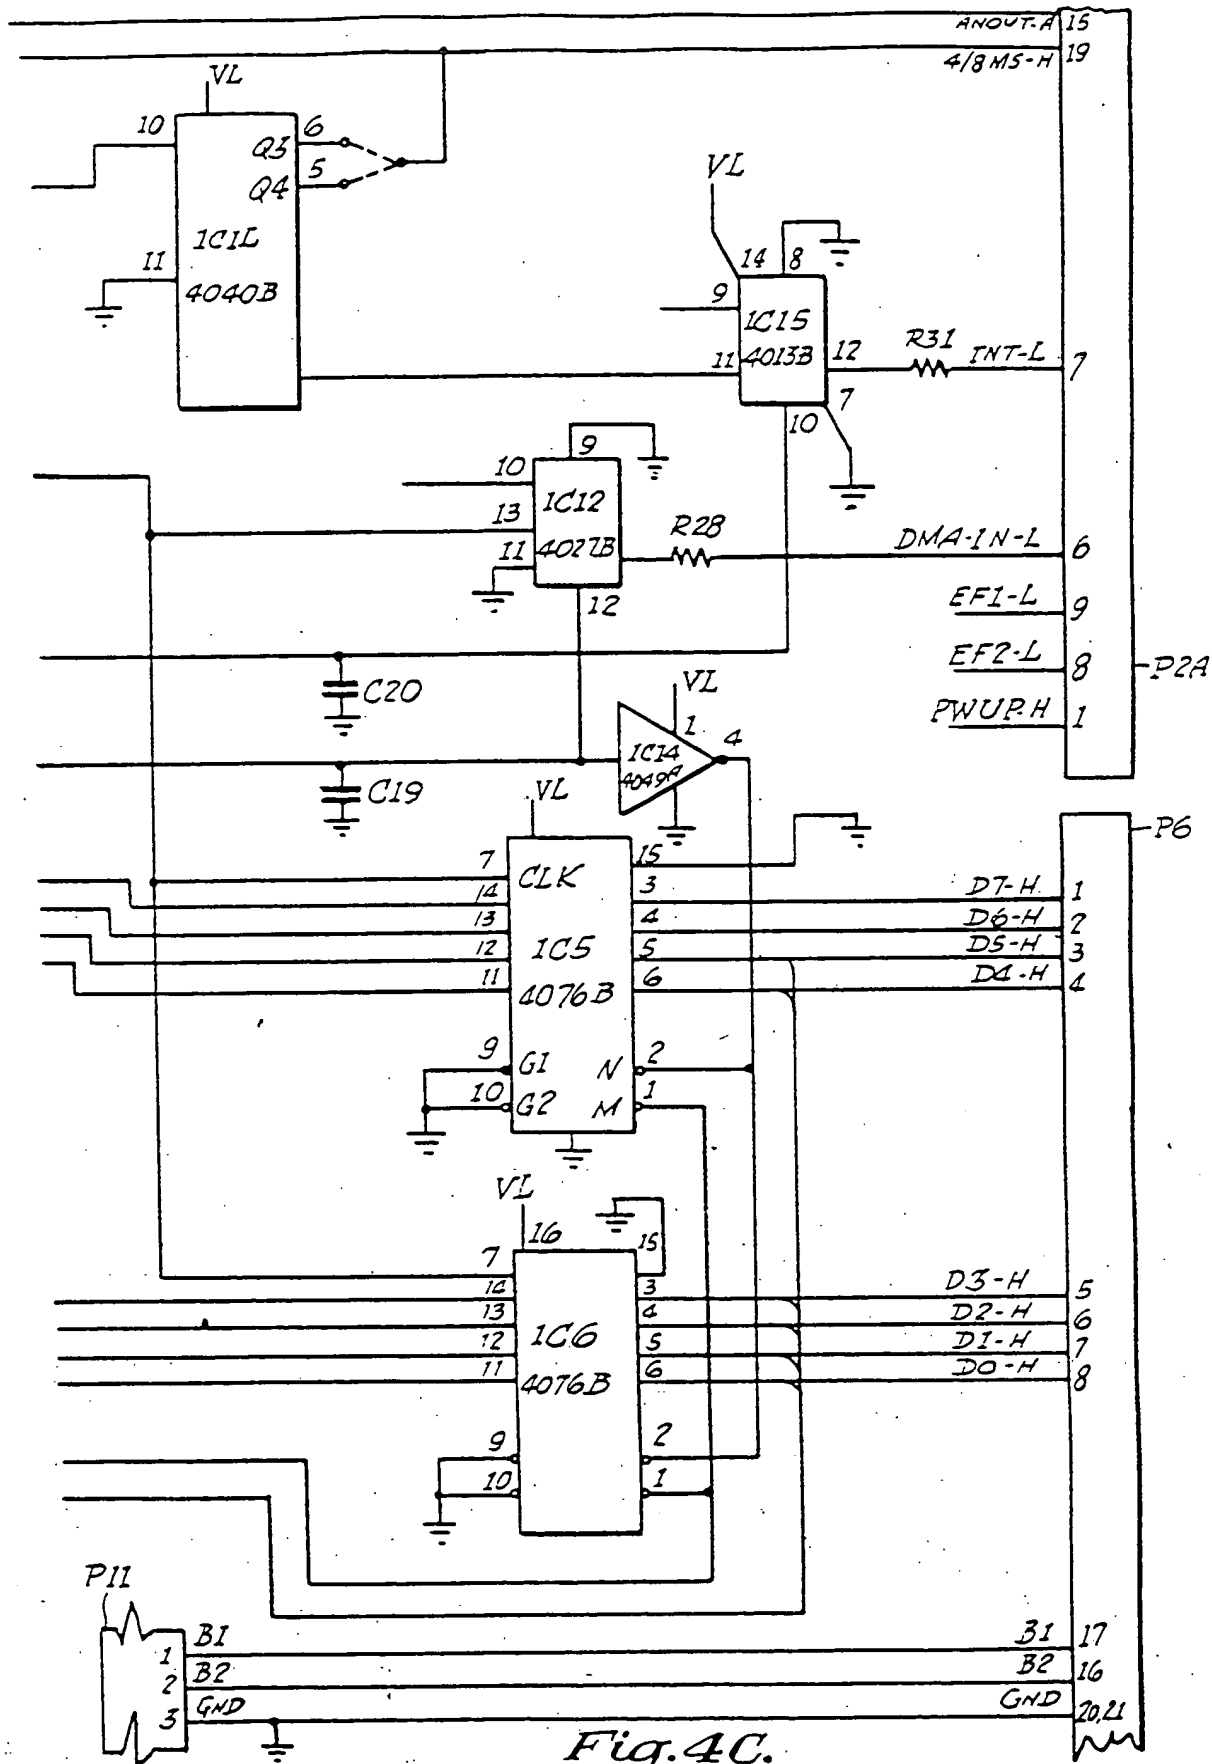 ANOUT-A 15
4/8 MS-H 19
VL
10
Q3 6
Q4 5
IC1L
11
4040B
VL
14 8
9
IC15
11 4013B 12
R31 INT-L 7
7
10
9
10
IC12
13
4027B
11
12
R28 DMA-IN-L 6
EF1-L 9
EF2-L 8
PWUP-H 1
P2A
C20
VL
1 4
IC14
4049A
C19
VL
P6
7 CLK 15
14 3 D7-H 1
13 4 D6-H 2
12 IC5 5 D5-H 3
11 4076B 6 D4-H 4
9 G1 N 2
10 G2 M 1
VL
16 15
7
14 3 D3-H 5
13 4 D2-H 6
12 IC6 5 D1-H 7
11 4076B 6 D0-H 8
9 2
10 1
P11
1 B1 B1 17
2 B2 B2 16
3 GND GND 20,21
Fig. 4C.